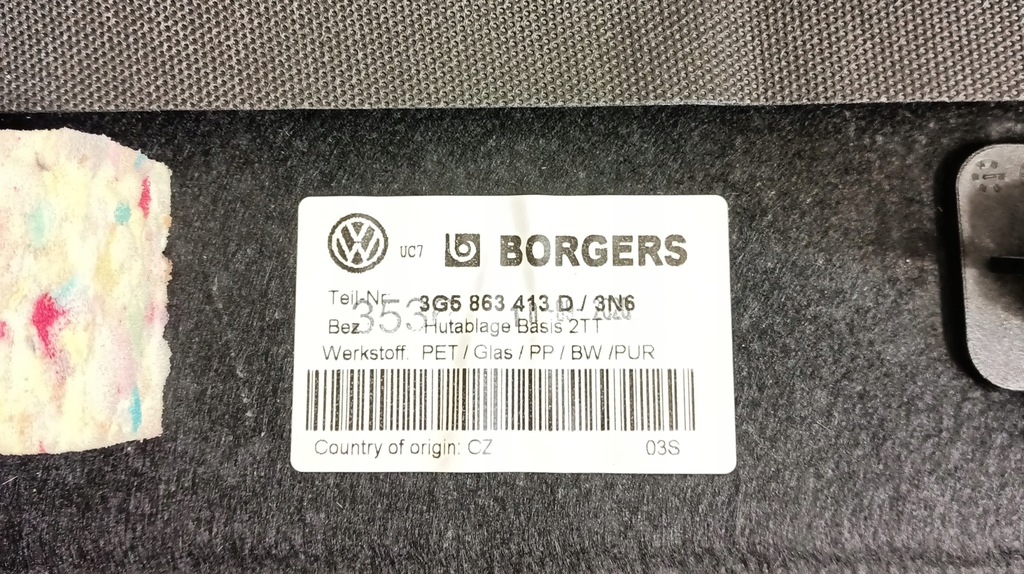 UC7 BORGERS
Teil-Nr. 3G5 863 413 D / 3N6
Bez. Hutablage Basis 2TT
Werkstoff: PET / Glas / PP / BW /PUR
Country of origin: CZ 03S